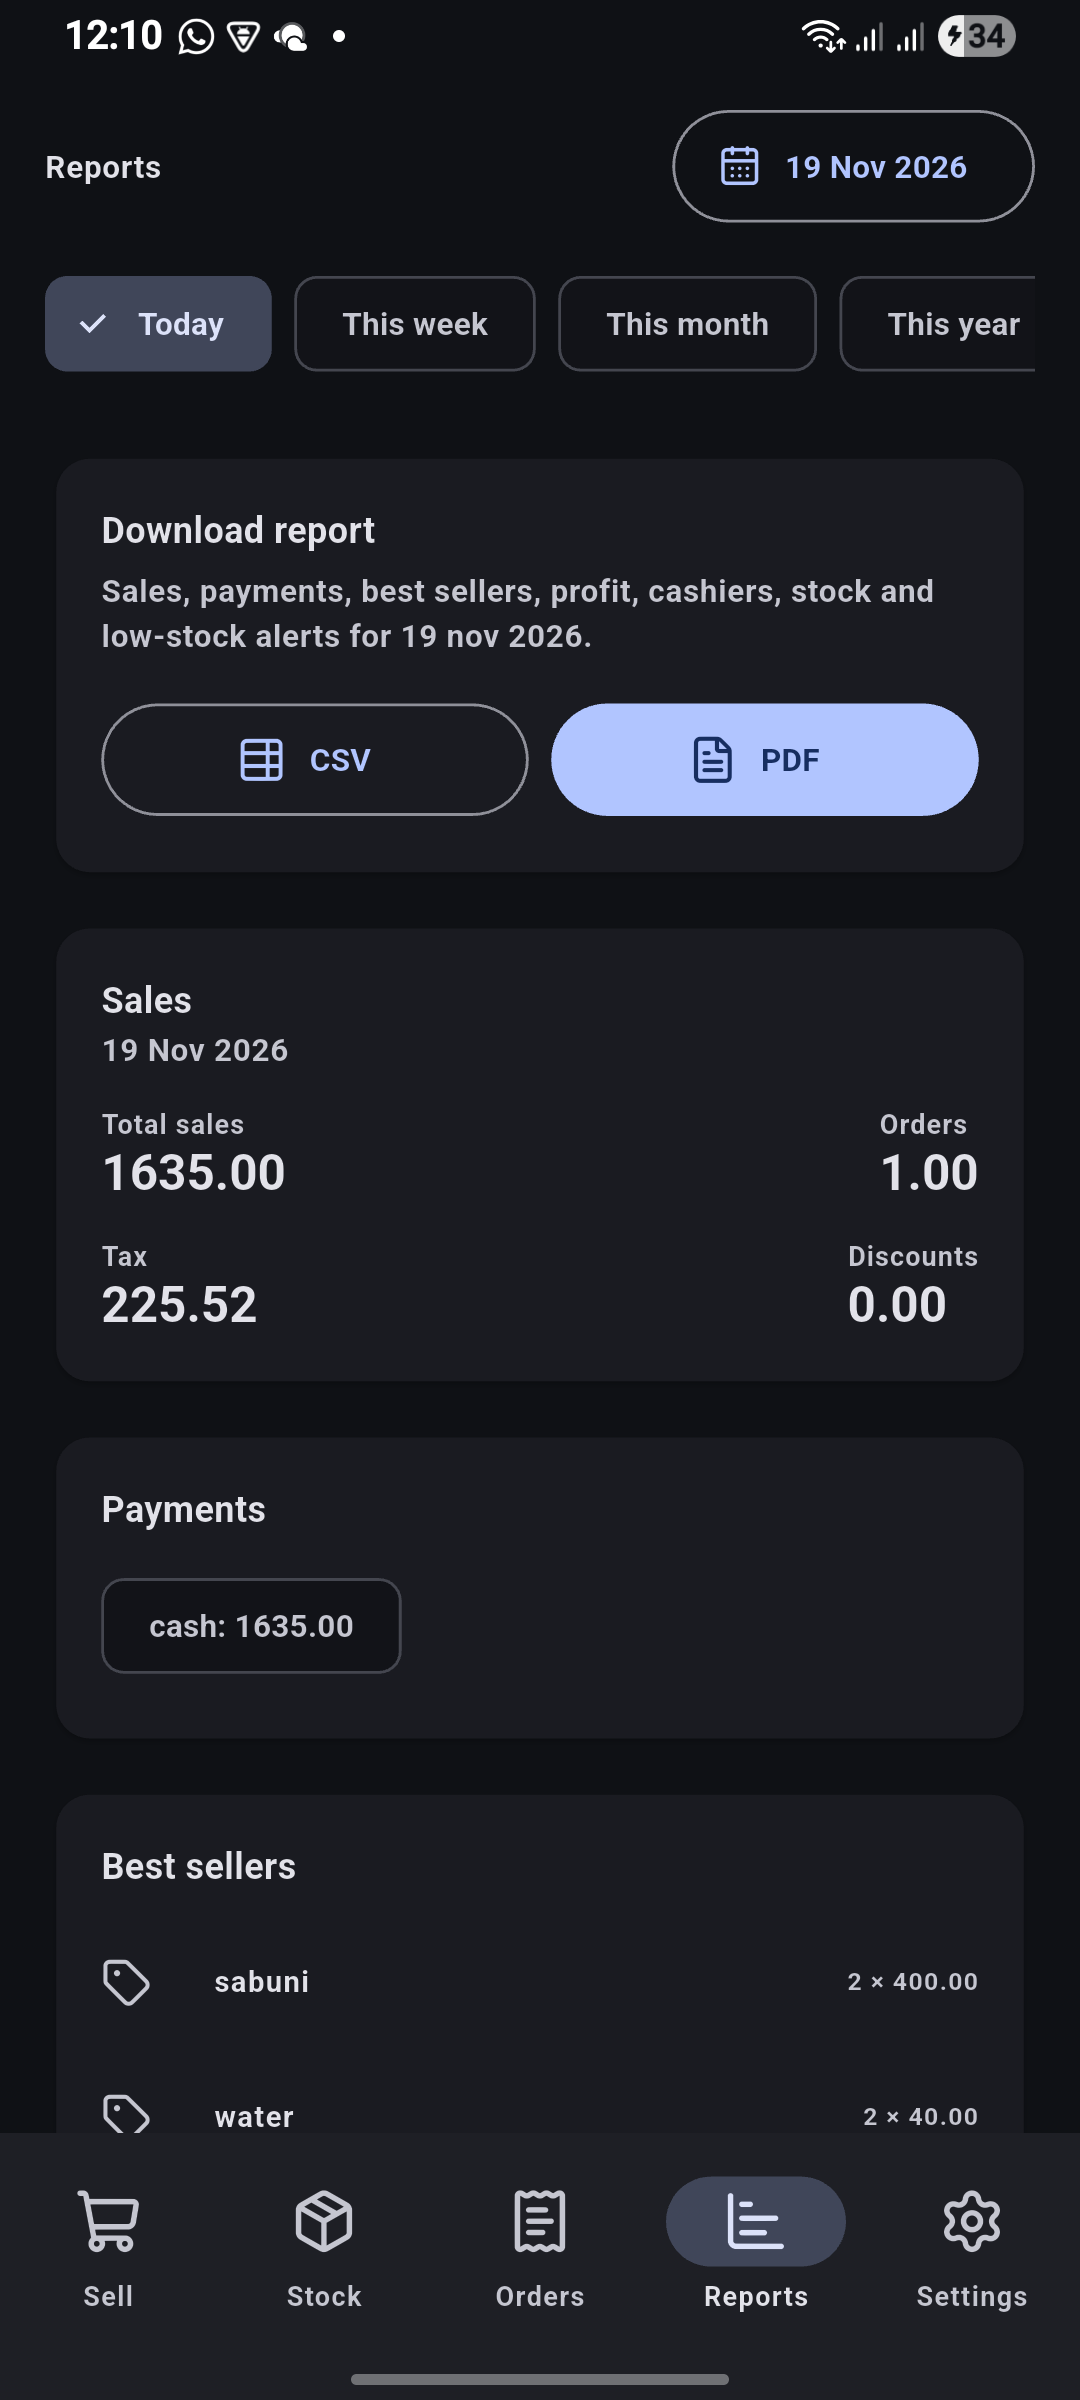 12:10
34
Reports
19 Nov 2026
Today
This week
This month
This year
Download report
Sales, payments, best sellers, profit, cashiers, stock and
low-stock alerts for 19 nov 2026.
CSV
PDF
Sales
19 Nov 2026
Total sales
Orders
1635.00
1.00
Tax
Discounts
225.52
0.00
Payments
cash: 1635.00
Best sellers
sabuni
2 × 400.00
water
2 × 40.00
Sell
Stock
Orders
Reports
Settings